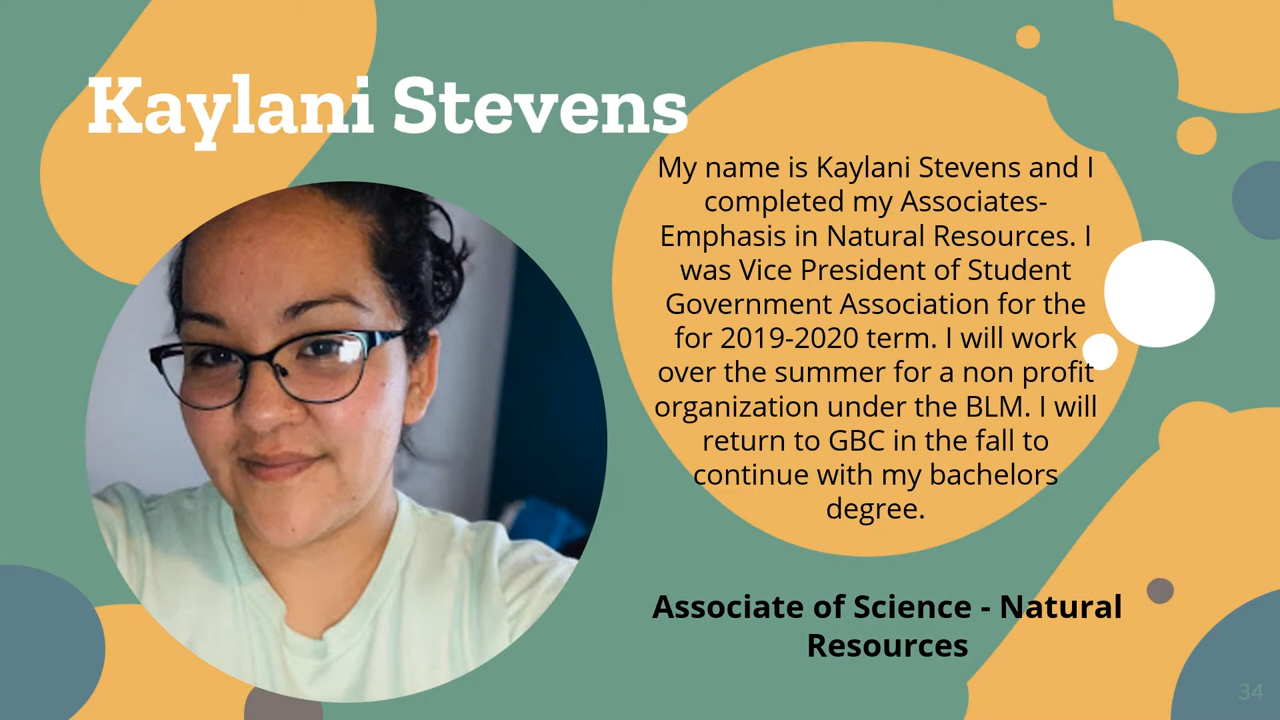 Kaylani Stevens
My name is Kaylani Stevens and I
completed my Associates-
Emphasis in Natural Resources. I
was Vice President of Student
Government Association for the
for 2019-2020 term. I will work
over the summer for a non profit
organization under the BLM. I will
return to GBC in the fall to
continue with my bachelors
degree.
Associate of Science - Natural
Resources
34